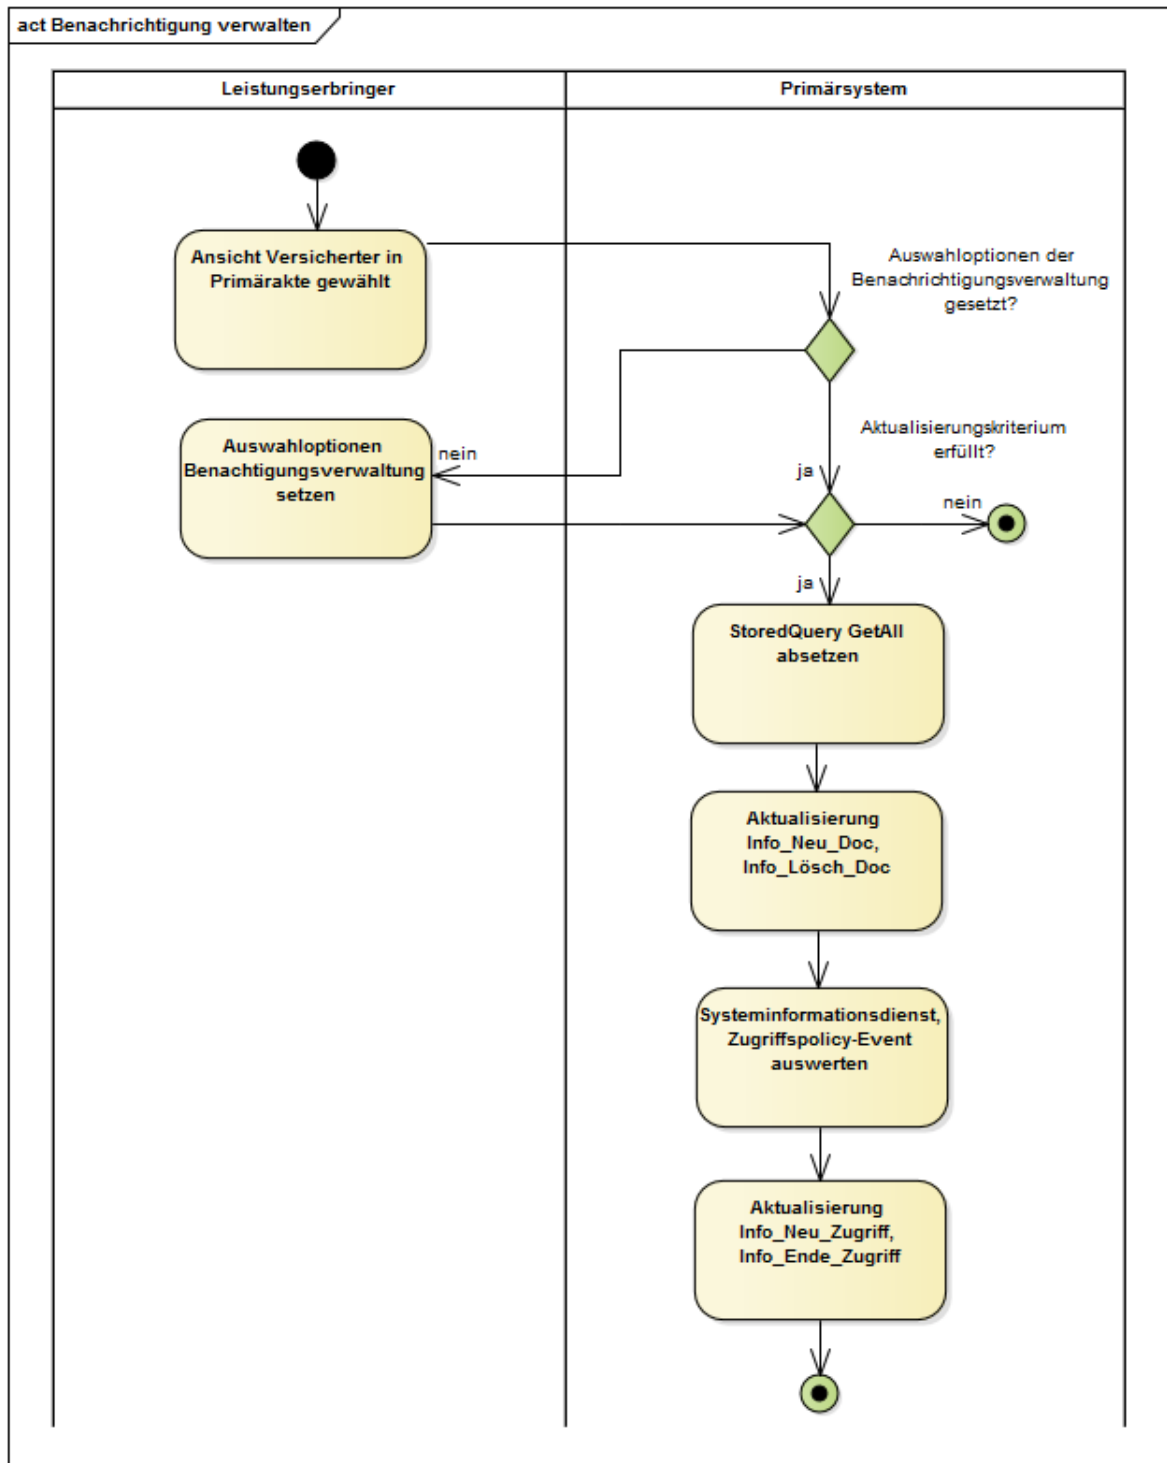 act Benachrichtigung verwalten
Leistungserbringer
Primärsystem
Ansicht Versicherter in
Primärakte gewählt
Auswahloptionen der
Benachrichtigungsverwaltung
gesetzt?
Auswahloptionen
Benachtigungsverwaltung
setzen
nein
Aktualisierungskriterium
erfüllt?
ja
nein
ja
StoredQuery GetAll
absetzen
Aktualisierung
Info_Neu_Doc,
Info_Lösch_Doc
Systeminformationsdienst,
Zugriffspolicy-Event
auswerten
Aktualisierung
Info_Neu_Zugriff,
Info_Ende_Zugriff